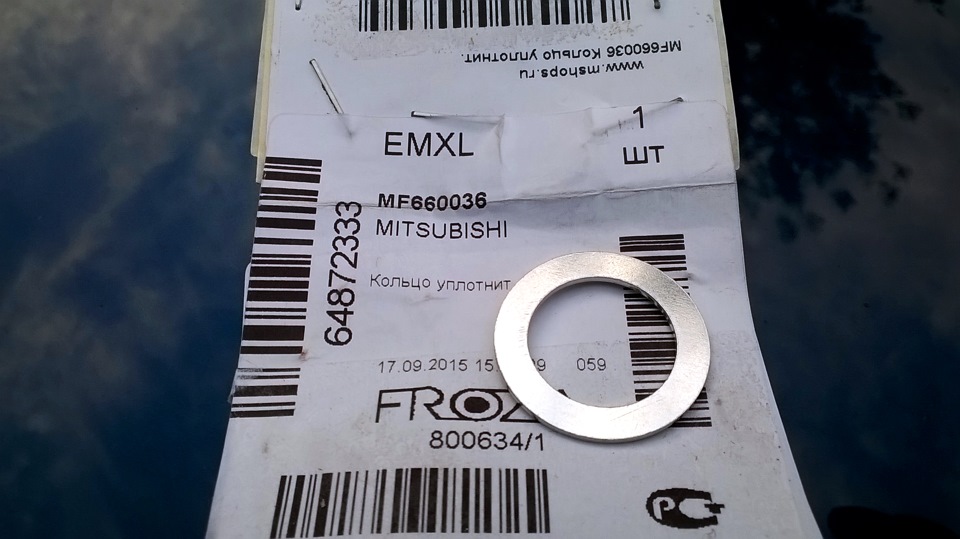 MF660036 Кольцо уплотнит.
www.mshops.ru
EMXL
1
шт
64872333
MF660036
MITSUBISHI
Кольцо уплотнит
17.09.2015 059
800634/1
РСТ